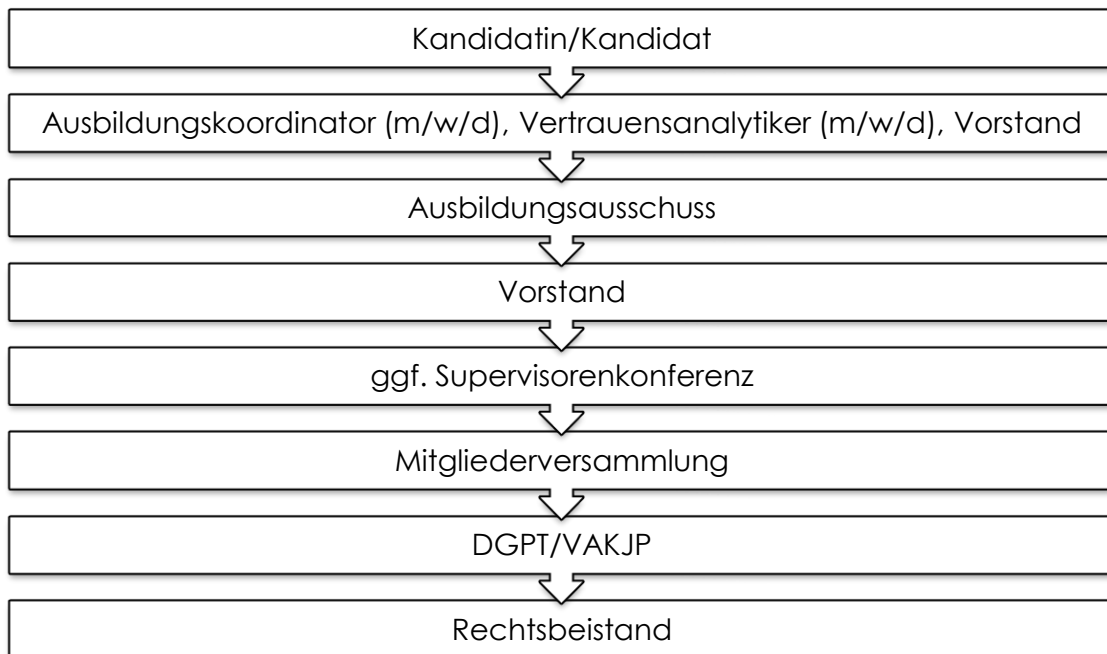 Kandidatin/Kandidat
Ausbildungskoordinator (m/w/d), Vertrauensanalytiker (m/w/d), Vorstand
Ausbildungsausschuss
Vorstand
ggf. Supervisorenkonferenz
Mitgliederversammlung
DGPT/VAKJP
Rechtsbeistand